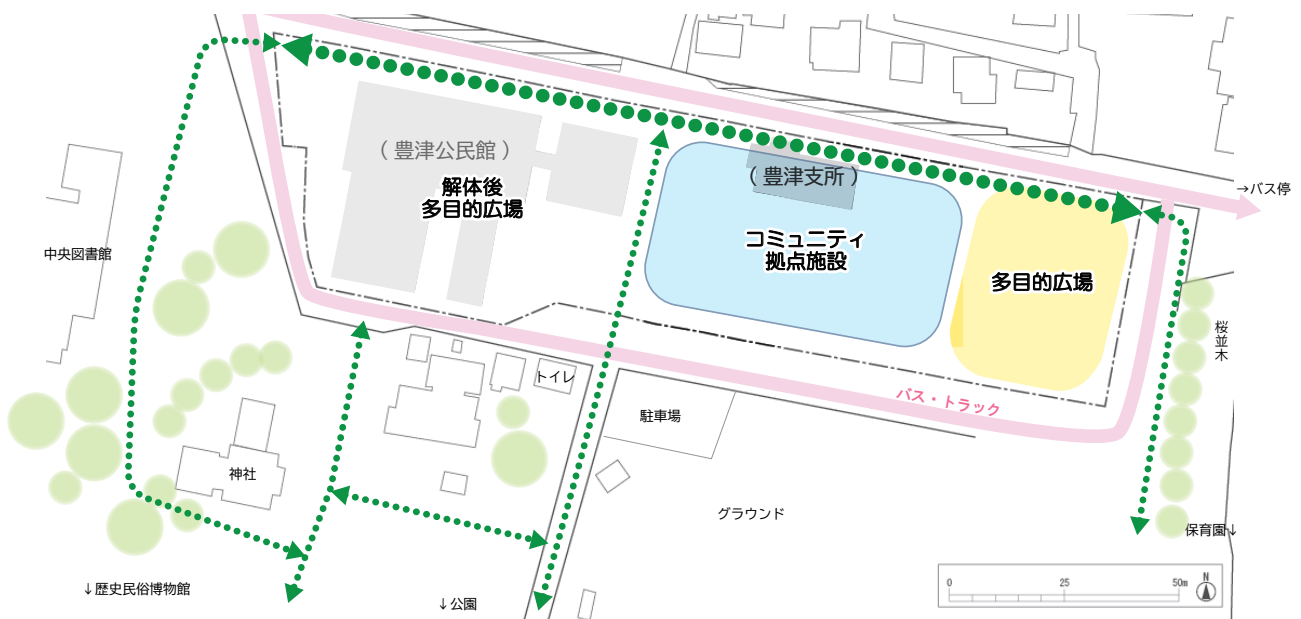 （豊津公民館）
解体後
多目的広場
（豊津支所）
→バス停
コミュニティ
拠点施設
多目的広場
中央図書館
桜並木
トイレ
バス・トラック
駐車場
神社
グラウンド
保育園↓
↓歴史民俗博物館
↓公園
0 25 50m
N